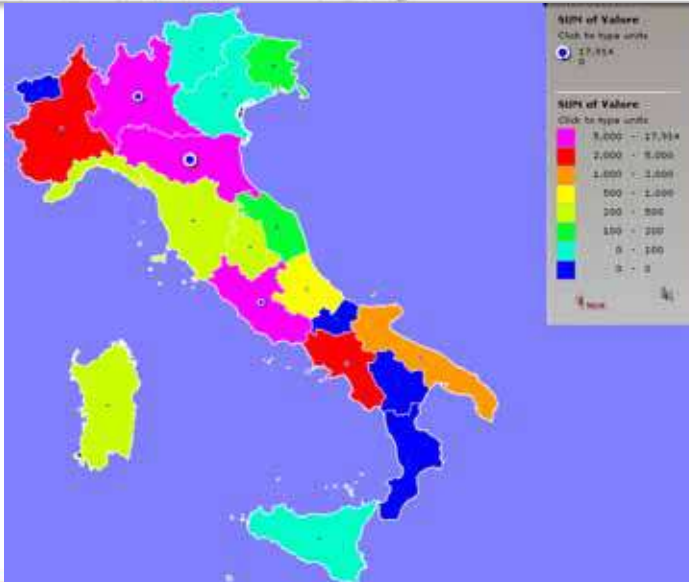 SUM of Valore
Click to type units
17,914
0
SUM of Valore
Click to type units
5.000 - 17,914
2.000 - 5.000
1.000 - 2.000
500 - 1.000
200 - 500
100 - 200
0 - 100
0 - 0